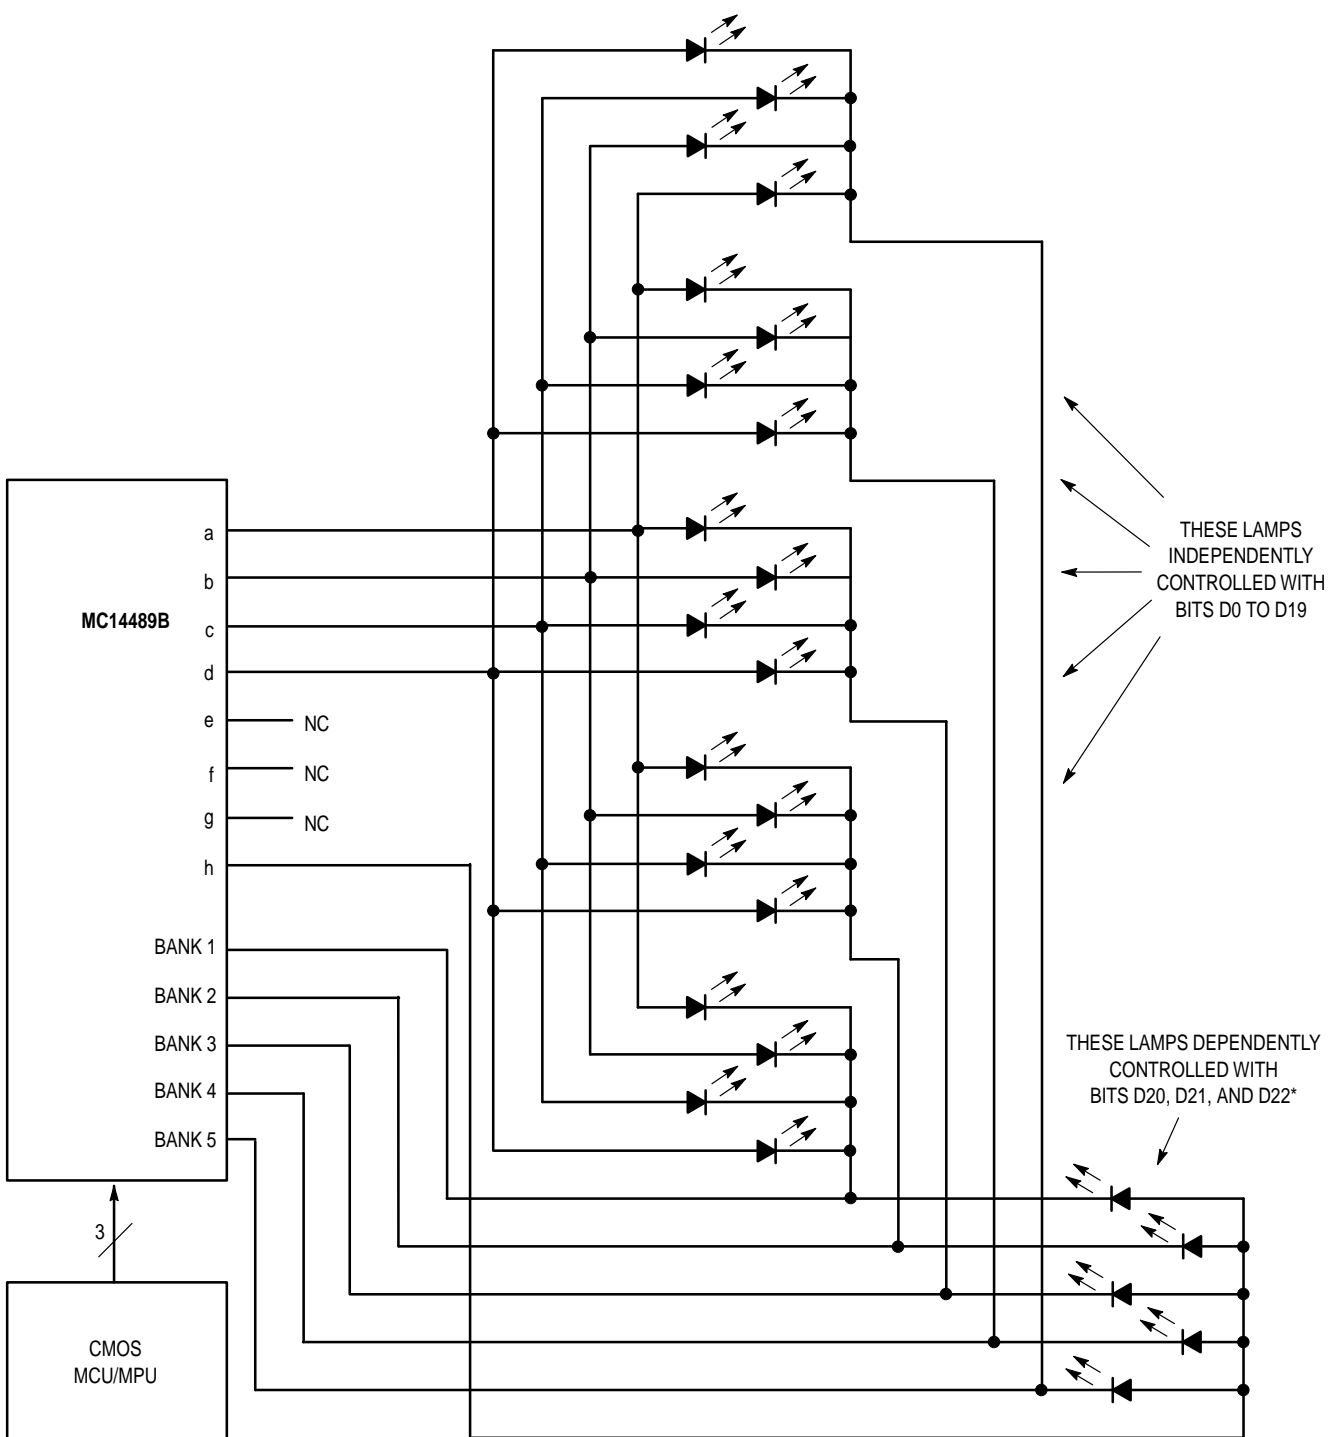 THESE LAMPS
INDEPENDENTLY
CONTROLLED WITH
BITS D0 TO D19
MC14489B
a
b
c
d
e
f
g
h
NC
NC
NC
BANK 1
BANK 2
BANK 3
BANK 4
BANK 5
THESE LAMPS DEPENDENTLY
CONTROLLED WITH
BITS D20, D21, AND D22*
3
CMOS
MCU/MPU